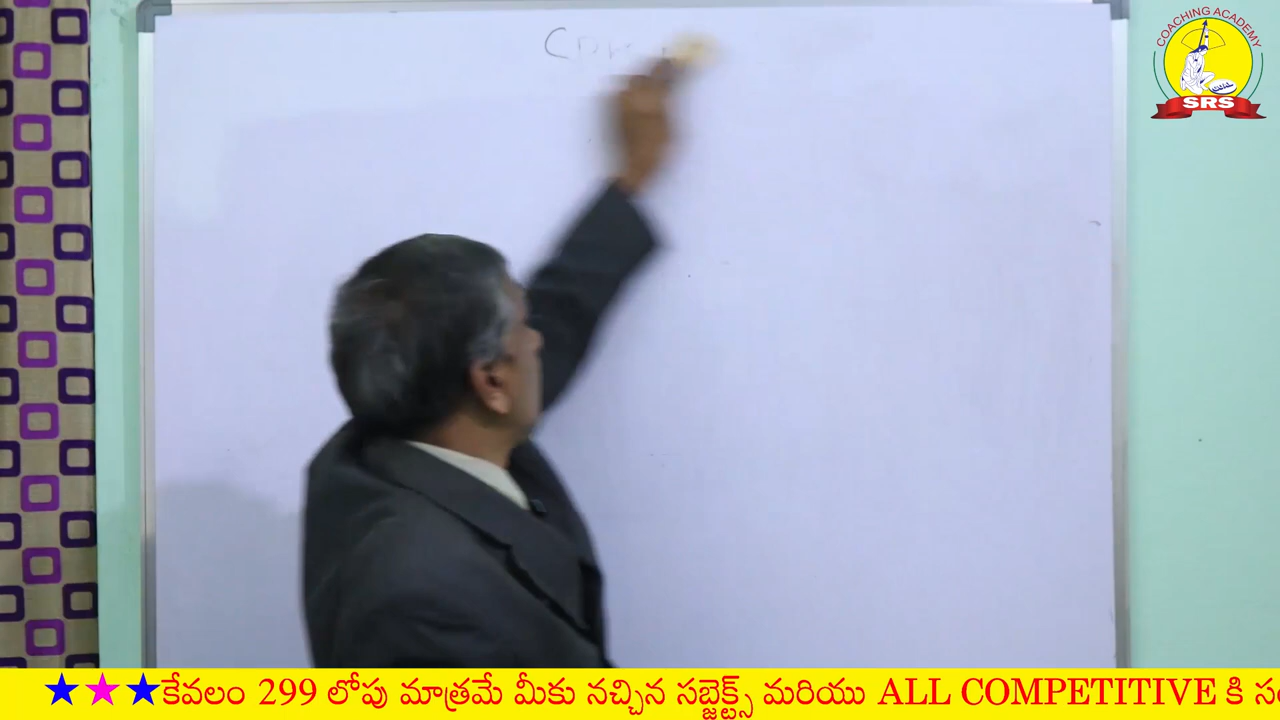 COACHING ACADEMY
SRS
కేవలం 299 లోపు మాత్రమే మీకు నచ్చిన సబ్జెక్ట్స్ మరియు ALL COMPETITIVE కి